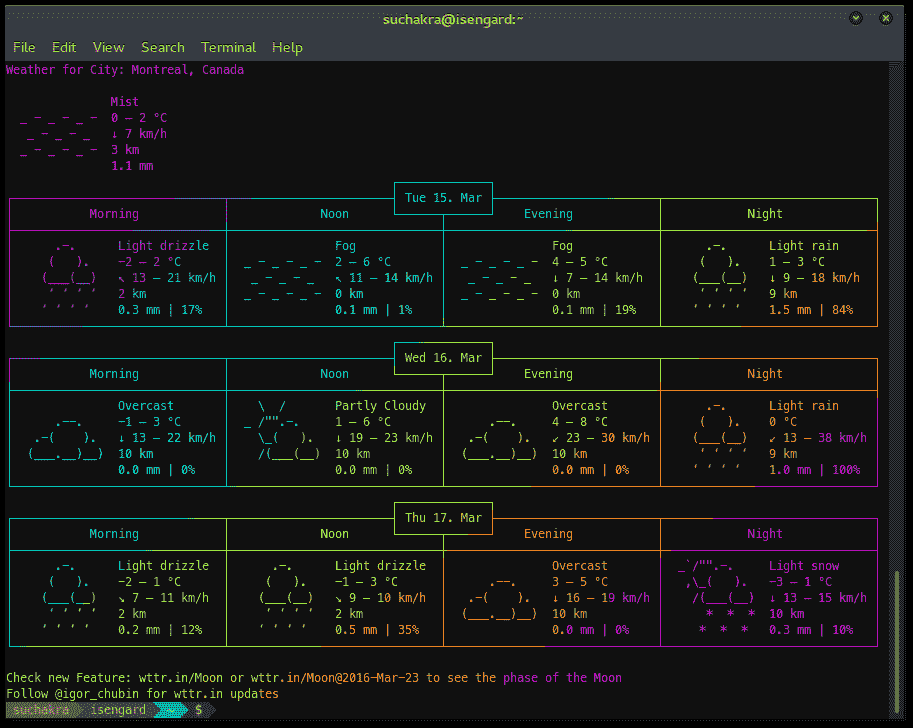 suchakra@isengard:~
File Edit View Search Terminal Help
Weather for City: Montreal, Canada
Mist
0 – 2 °C
↓ 7 km/h
3 km
1.1 mm
Tue 15. Mar
Morning Noon Evening Night
Light drizzle Fog Fog Light rain
−2 – 2 °C 2 – 6 °C 4 – 5 °C 1 – 3 °C
↖ 13 – 21 km/h ↖ 11 – 14 km/h ↓ 7 – 14 km/h ↓ 9 – 18 km/h
2 km 0 km 0 km 9 km
0.3 mm ¦ 17% 0.1 mm | 1% 0.1 mm ¦ 19% 1.5 mm | 84%
Wed 16. Mar
Morning Noon Evening Night
Overcast Partly Cloudy Overcast Light rain
−1 – 3 °C 1 – 6 °C 4 – 8 °C 0 °C
↓ 13 – 22 km/h ↓ 19 – 23 km/h ↙ 23 – 30 km/h ↙ 13 – 38 km/h
10 km 10 km 10 km 9 km
0.0 mm | 0% 0.0 mm ¦ 0% 0.0 mm | 0% 1.0 mm | 100%
Thu 17. Mar
Morning Noon Evening Night
Light drizzle Light drizzle Overcast Light snow
−2 – 1 °C −1 – 3 °C 3 – 5 °C −3 – 1 °C
↘ 7 – 11 km/h ↘ 9 – 10 km/h ↓ 16 – 19 km/h ↓ 13 – 15 km/h
2 km 2 km 10 km 10 km
0.2 mm ¦ 12% 0.5 mm | 35% 0.0 mm | 0% 0.3 mm | 10%
Check new Feature: wttr.in/Moon or wttr.in/Moon@2016-Mar-23 to see the phase of the Moon
Follow @igor_chubin for wttr.in updates
suchakra isengard ~ $